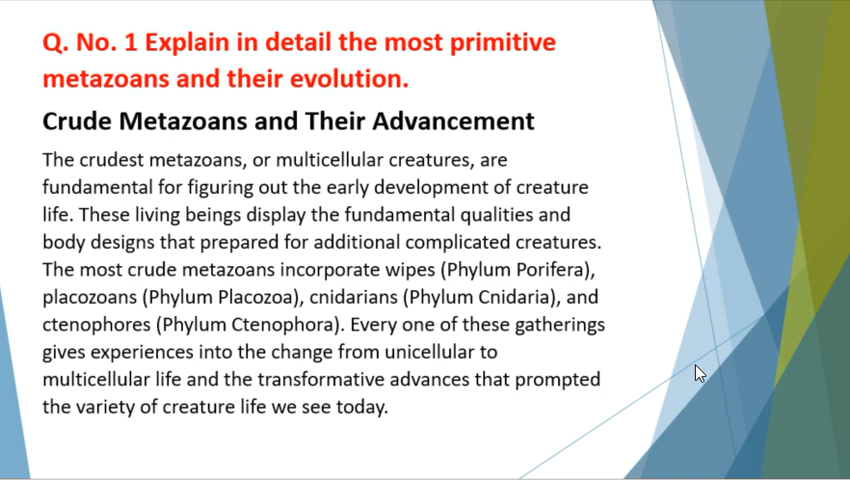 Q. No. 1 Explain in detail the most primitive
metazoans and their evolution.
Crude Metazoans and Their Advancement
The crudest metazoans, or multicellular creatures, are
fundamental for figuring out the early development of creature
life. These living beings display the fundamental qualities and
body designs that prepared for additional complicated creatures.
The most crude metazoans incorporate wipes (Phylum Porifera),
placozoans (Phylum Placozoa), cnidarians (Phylum Cnidaria), and
ctenophores (Phylum Ctenophora). Every one of these gatherings
gives experiences into the change from unicellular to
multicellular life and the transformative advances that prompted
the variety of creature life we see today.